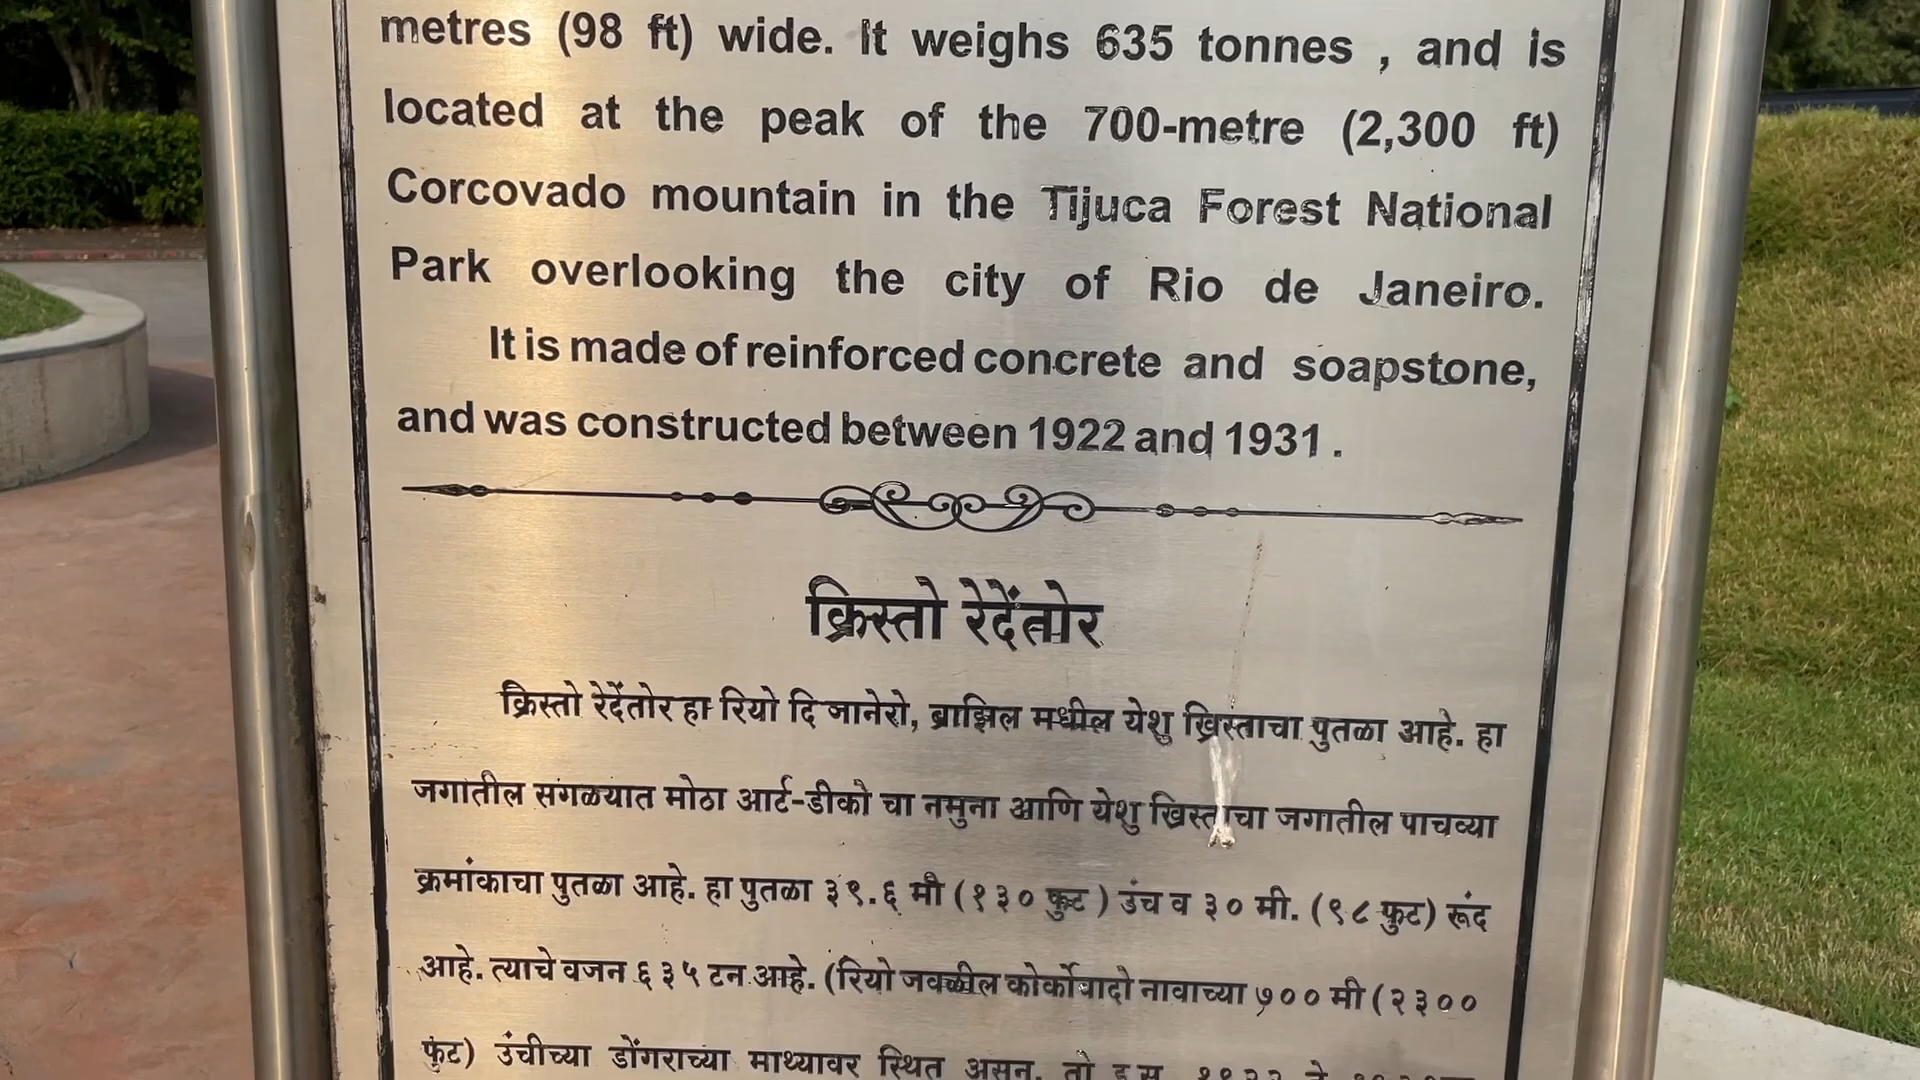 metres (98 ft) wide. It weighs 635 tonnes , and is
located at the peak of the 700-metre (2,300 ft)
Corcovado mountain in the Tijuca Forest National
Park overlooking the city of Rio de Janeiro.
It is made of reinforced concrete and soapstone,
and was constructed between 1922 and 1931 .
क्रिस्तो रेदेंतोर
क्रिस्तो रेदेंतोर हा रियो दि जानेरो, ब्राझिल मधील येशु ख्रिस्ताचा पुतळा आहे. हा
जगातील सगळयात मोठा आर्ट-डीको चा नमुना आणि येशु ख्रिस्ताचा जगातील पाचव्या
क्रमांकाचा पुतळा आहे. हा पुतळा ३९.६ मी (१३० फुट ) उंच व ३० मी. (९८ फुट) रूंद
आहे. त्याचे वजन ६३५ टन आहे. (रियो जवळील कोर्कोवादो नावाच्या ७०० मी (२३००
फुट) उंचीच्या डोंगराच्या माथ्यावर स्थित असून. तो